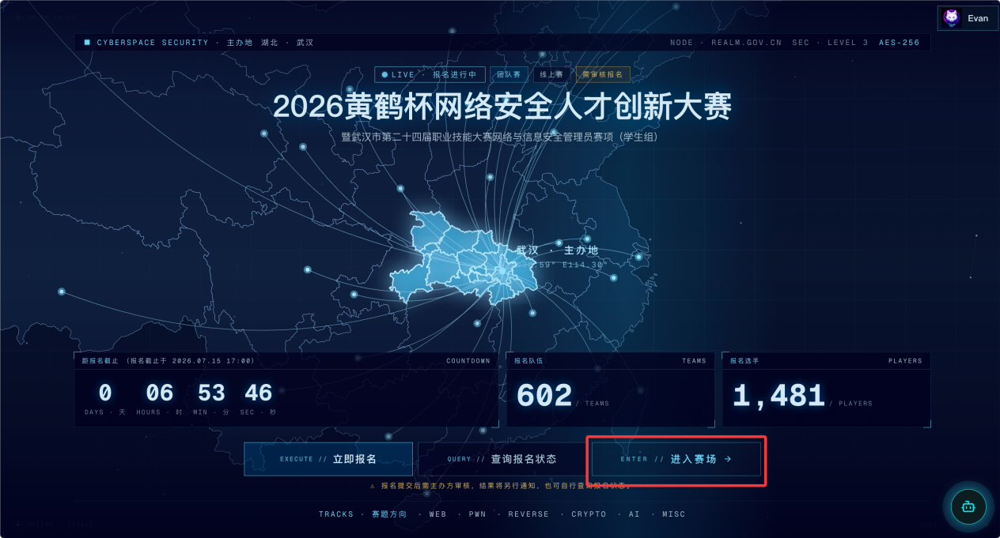 Evan
CYBERSPACE SECURITY · 主办地 湖北 · 武汉
NODE · REALM.GOV.CN SEC · LEVEL 3 AES-256
LIVE · 报名进行中 团队赛 线上赛 需审核报名
2026黄鹤杯网络安全人才创新大赛
暨武汉市第二十四届职业技能大赛网络与信息安全管理员赛项（学生组）
武汉 · 主办地
.59° E114.30°
距报名截止 (报名截止于 2026.07.15 17:00) COUNTDOWN
0 06 53 46
DAYS · 天 HOURS · 时 MIN · 分 SEC · 秒
报名队伍 TEAMS
602 / TEAMS
报名选手 PLAYERS
1,481 / PLAYERS
EXECUTE // 立即报名
QUERY // 查询报名状态
ENTER // 进入赛场 →
⚠ 报名提交后需主办方审核，结果将另行通知，也可自行查询报名状态。
TRACKS · 赛题方向 · WEB · PWN · REVERSE · CRYPTO · AI · MISC